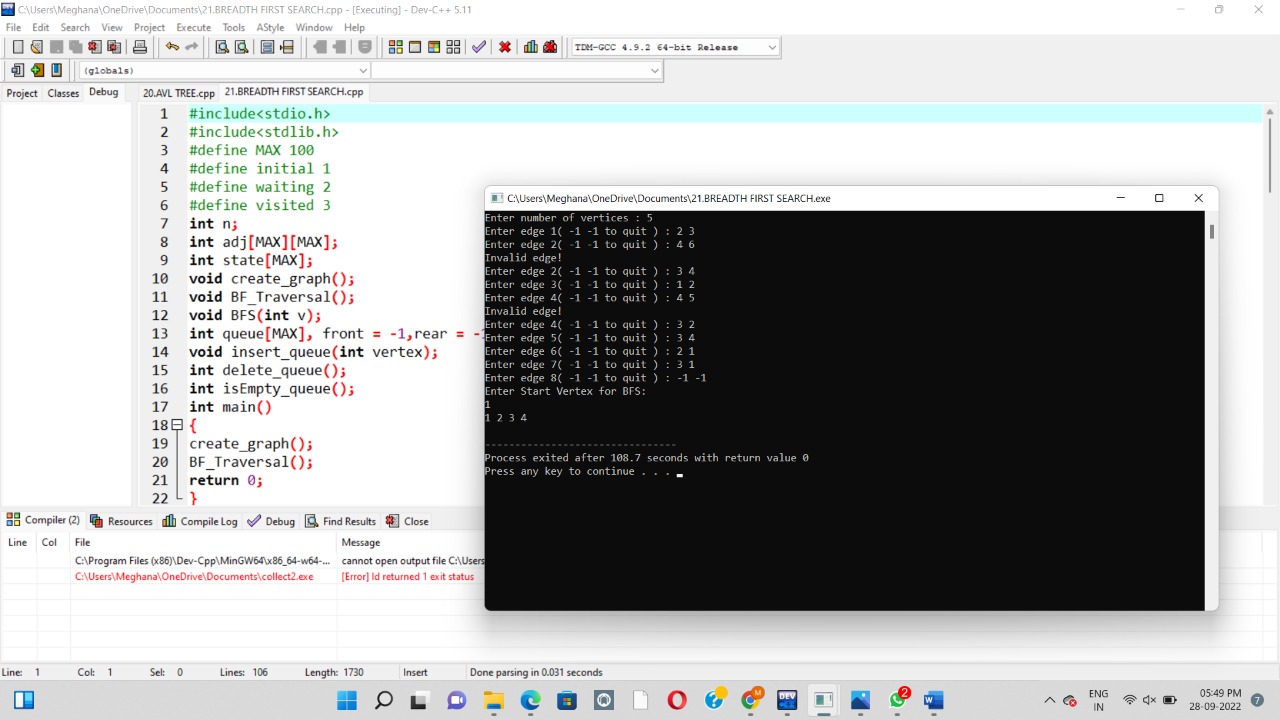 C:\Users\Meghana\OneDrive\Documents\21.BREADTH FIRST SEARCH.cpp - [Executing] - Dev-C++ 5.11
File Edit Search View Project Execute Tools AStyle Window Help
TDM-GCC 4.9.2 64-bit Release
(globals)
Project Classes Debug
20.AVL TREE.cpp 21.BREADTH FIRST SEARCH.cpp
1 #include<stdio.h>
2 #include<stdlib.h>
3 #define MAX 100
4 #define initial 1
5 #define waiting 2
6 #define visited 3
7 int n;
8 int adj[MAX][MAX];
9 int state[MAX];
10 void create_graph();
11 void BF_Traversal();
12 void BFS(int v);
13 int queue[MAX], front = -1,rear = -
14 void insert_queue(int vertex);
15 int delete_queue();
16 int isEmpty_queue();
17 int main()
18 {
19 create_graph();
20 BF_Traversal();
21 return 0;
22 }
C:\Users\Meghana\OneDrive\Documents\21.BREADTH FIRST SEARCH.exe
Enter number of vertices : 5
Enter edge 1( -1 -1 to quit ) : 2 3
Enter edge 2( -1 -1 to quit ) : 4 6
Invalid edge!
Enter edge 2( -1 -1 to quit ) : 3 4
Enter edge 3( -1 -1 to quit ) : 1 2
Enter edge 4( -1 -1 to quit ) : 4 5
Invalid edge!
Enter edge 4( -1 -1 to quit ) : 3 2
Enter edge 5( -1 -1 to quit ) : 3 4
Enter edge 6( -1 -1 to quit ) : 2 1
Enter edge 7( -1 -1 to quit ) : 3 1
Enter edge 8( -1 -1 to quit ) : -1 -1
Enter Start Vertex for BFS:
1
1 2 3 4
--------------------------------
Process exited after 108.7 seconds with return value 0
Press any key to continue . . .
Compiler (2) Resources Compile Log Debug Find Results Close
Line Col File Message
C:\Program Files (x86)\Dev-Cpp\MinGW64\x86_64-w64-... cannot open output file C:\Users
C:\Users\Meghana\OneDrive\Documents\collect2.exe [Error] ld returned 1 exit status
Line: 1 Col: 1 Sel: 0 Lines: 106 Length: 1730 Insert Done parsing in 0.031 seconds
ENG
IN
05:49 PM
28-09-2022
7
2
M
DEV